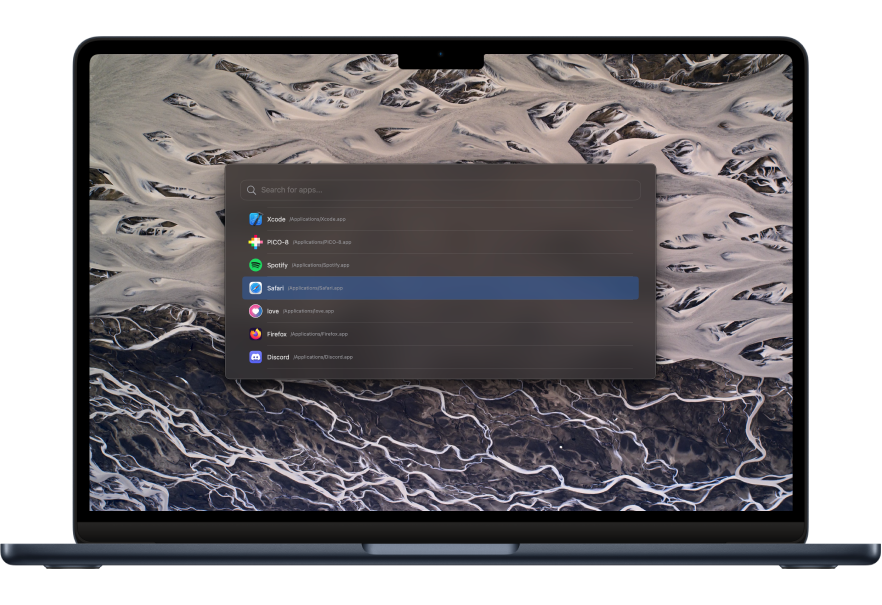 Search for apps...
Xcode /Applications/Xcode.app
PICO-8 /Applications/PICO-8.app
Spotify /Applications/Spotify.app
Safari /Applications/Safari.app
love /Applications/love.app
Firefox /Applications/Firefox.app
Discord /Applications/Discord.app